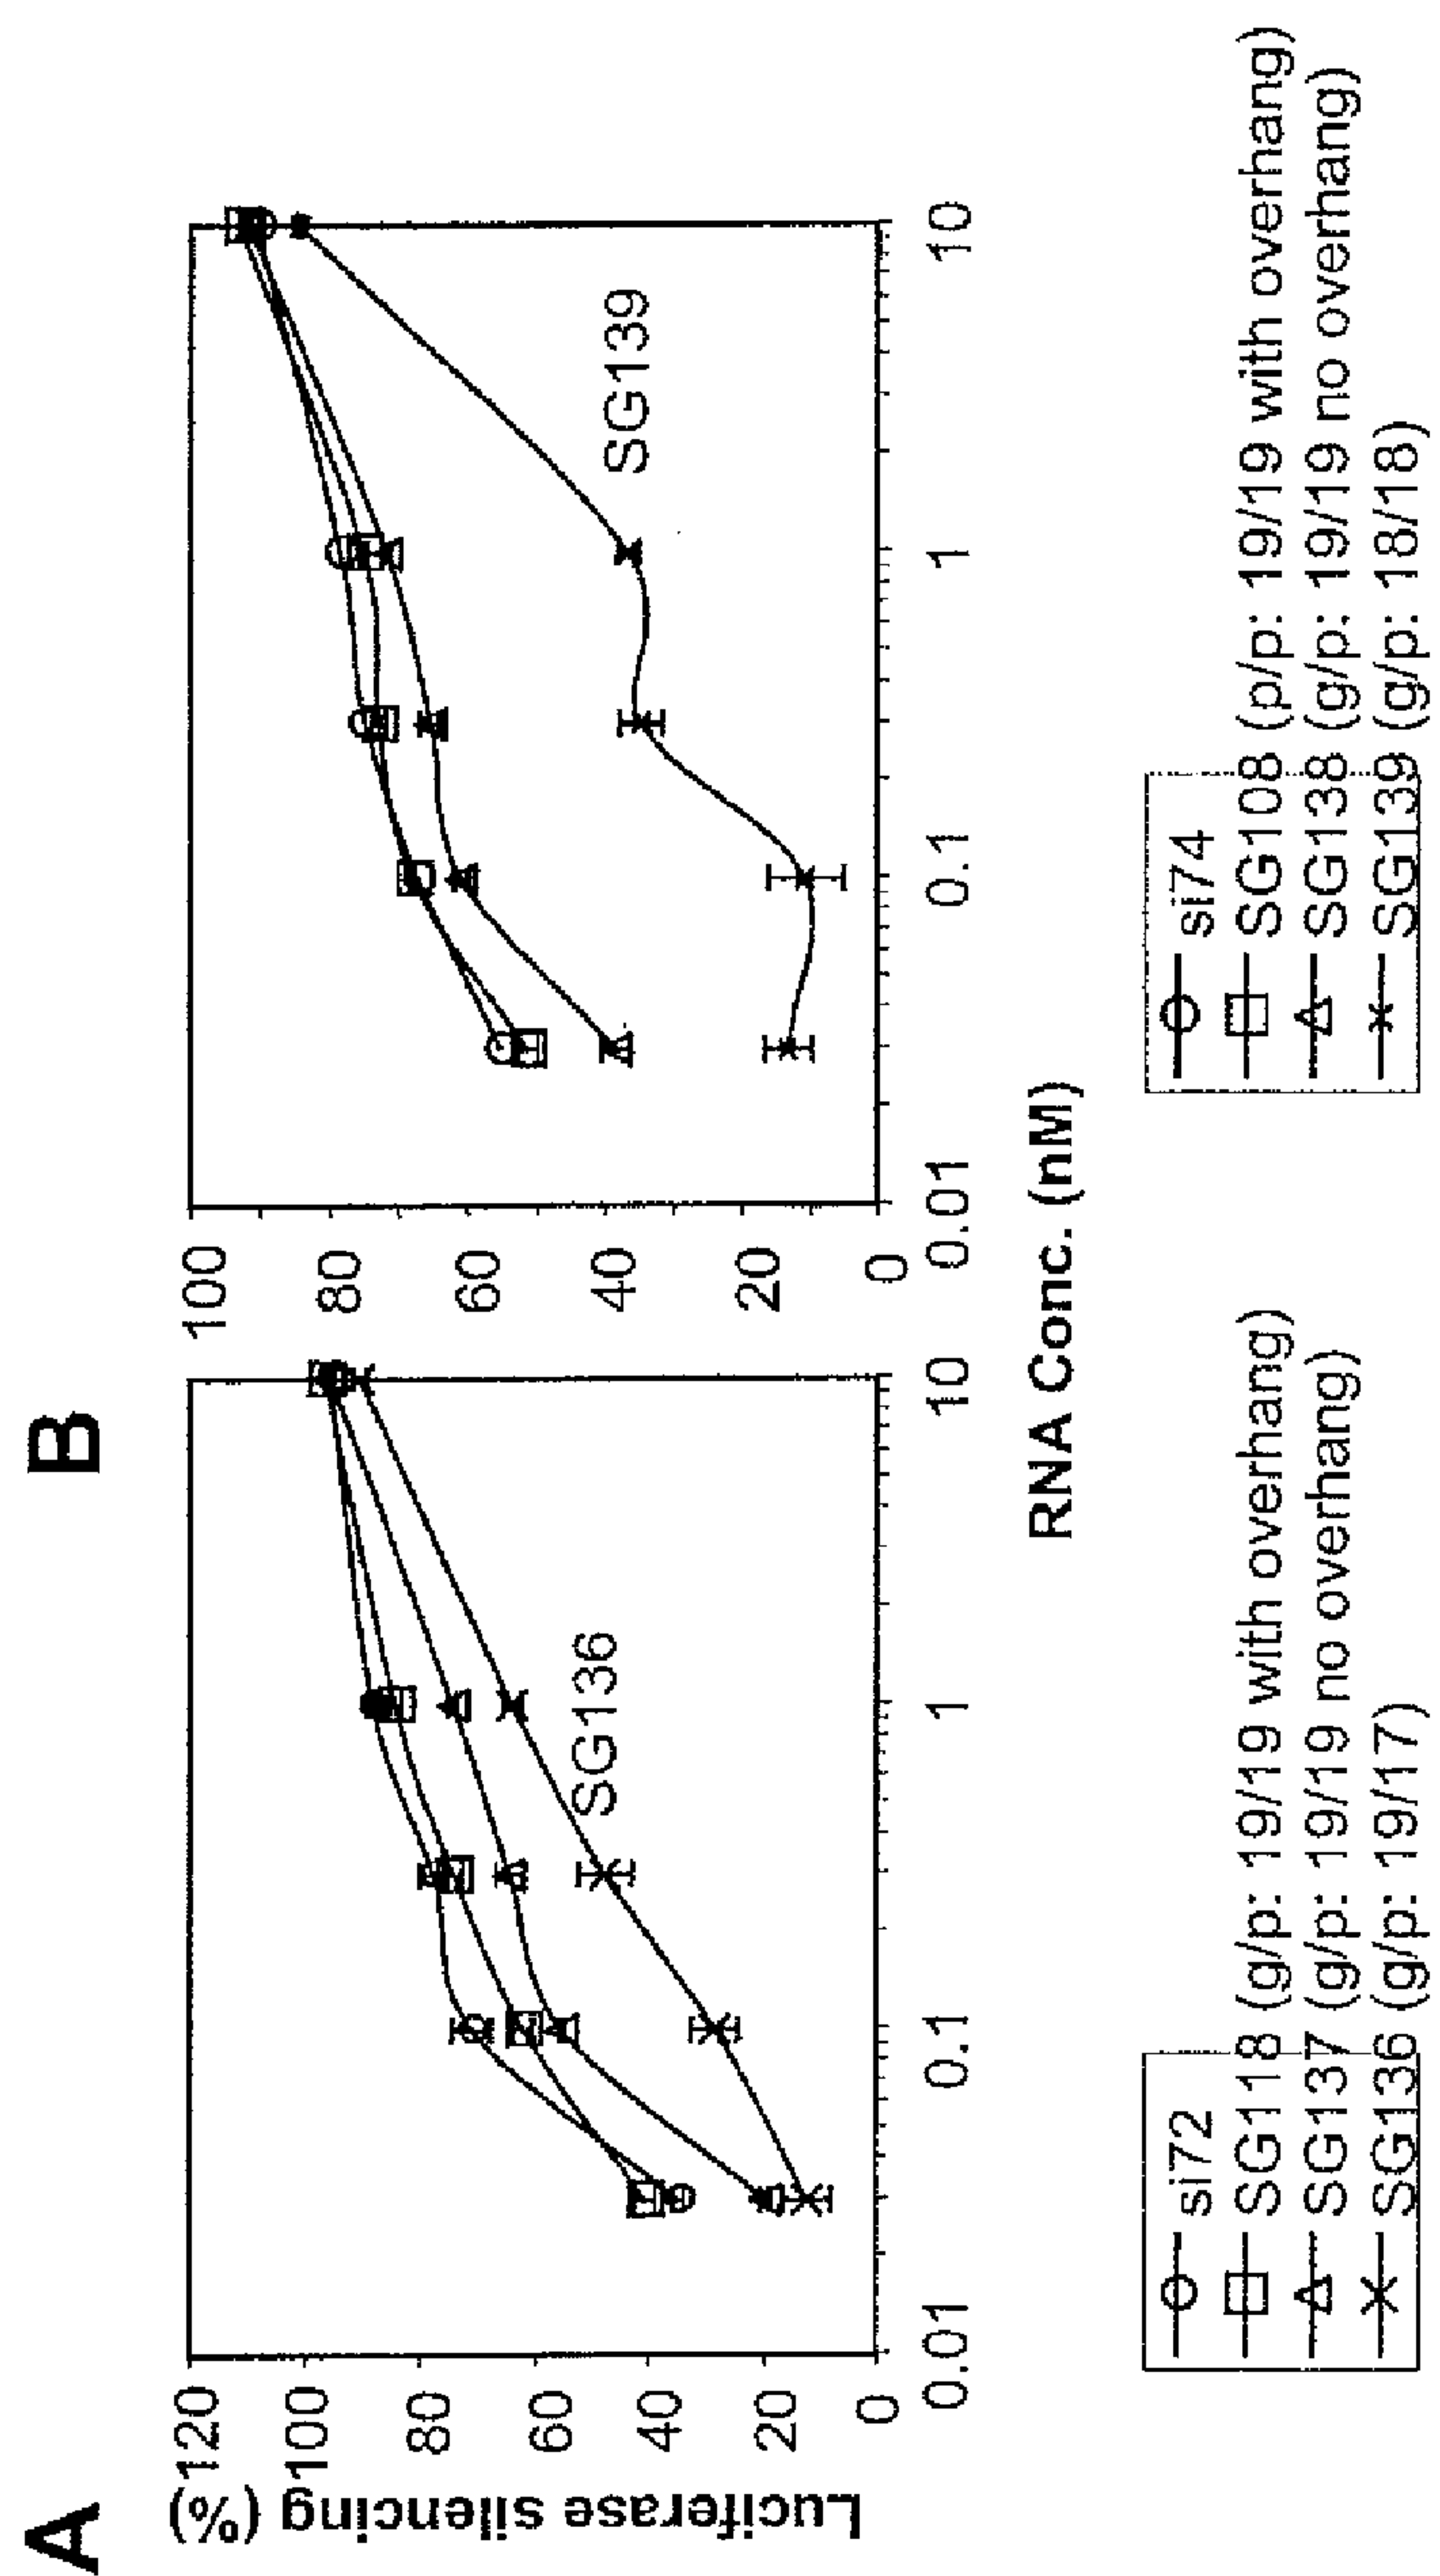 A
B
Luciferase silencing (%)
120
100
80
60
40
20
0
0.01
0.1
1
10
SG136
100
80
60
40
20
0
0.01
0.1
1
10
SG139
RNA Conc. (nM)
si72
SG118 (g/p: 19/19 with overhang)
SG137 (g/p: 19/19 no overhang)
SG136 (g/p: 19/17)
si74
SG108 (p/p: 19/19 with overhang)
SG138 (g/p: 19/19 no overhang)
SG139 (g/p: 18/18)